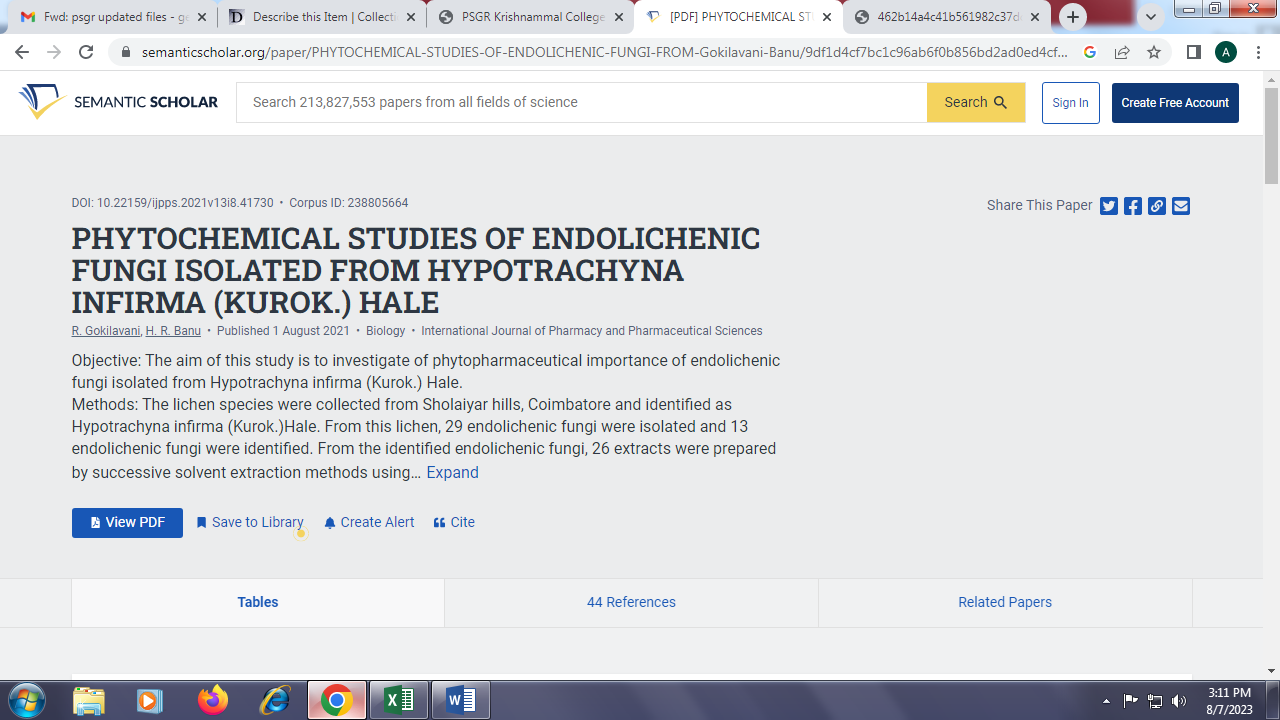 Fwd: psgr updated files - ge
Describe this Item | Collecti
PSGR Krishnammal College
[PDF] PHYTOCHEMICAL ST
462b14a4c41b561982c37d
semanticscholar.org/paper/PHYTOCHEMICAL-STUDIES-OF-ENDOLICHENIC-FUNGI-FROM-Gokilavani-Banu/9df1d4cf7bc1c96ab6f0b856bd2ad0ed4cf...
A
SEMANTIC SCHOLAR
Search 213,827,553 papers from all fields of science
Search
Sign In
Create Free Account
DOI: 10.22159/ijpps.2021v13i8.41730 • Corpus ID: 238805664
Share This Paper
PHYTOCHEMICAL STUDIES OF ENDOLICHENIC
FUNGI ISOLATED FROM HYPOTRACHYNA
INFIRMA (KUROK.) HALE
R. Gokilavani, H. R. Banu • Published 1 August 2021 • Biology • International Journal of Pharmacy and Pharmaceutical Sciences
Objective: The aim of this study is to investigate of phytopharmaceutical importance of endolichenic
fungi isolated from Hypotrachyna infirma (Kurok.) Hale.
Methods: The lichen species were collected from Sholaiyar hills, Coimbatore and identified as
Hypotrachyna infirma (Kurok.)Hale. From this lichen, 29 endolichenic fungi were isolated and 13
endolichenic fungi were identified. From the identified endolichenic fungi, 26 extracts were prepared
by successive solvent extraction methods using... Expand
View PDF
Save to Library
Create Alert
Cite
Tables
44 References
Related Papers
3:11 PM
8/7/2023